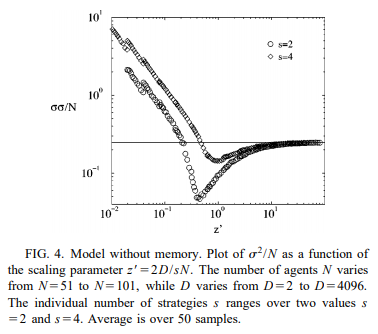 10¹
○ s=2
◇ s=4
10⁰
σσ/N
10⁻¹
10⁻² 10⁻¹ 10⁰ 10¹
z'
FIG. 4. Model without memory. Plot of σ²/N as a function of
the scaling parameter z' = 2D/sN. The number of agents N varies
from N=51 to N=101, while D varies from D=2 to D=4096.
The individual number of strategies s ranges over two values s
=2 and s=4. Average is over 50 samples.